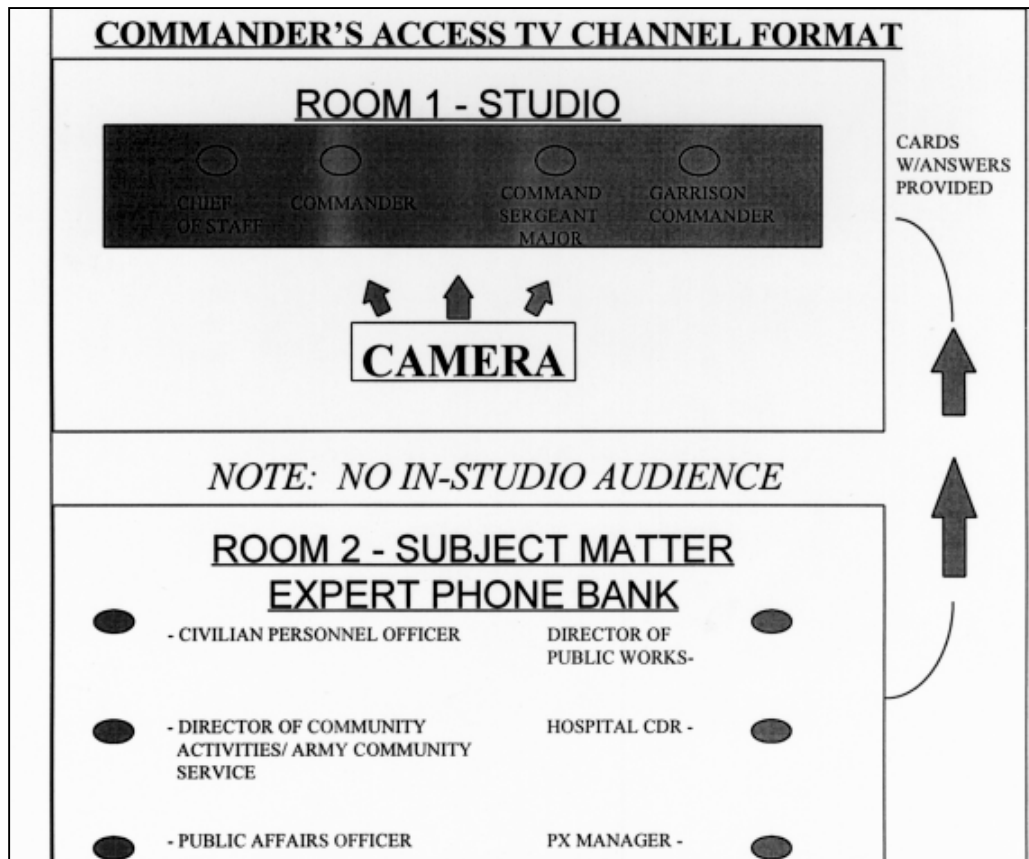 COMMANDER'S ACCESS TV CHANNEL FORMAT
ROOM 1 - STUDIO
CARDS
W/ANSWERS
PROVIDED
CHIEF
OF STAFF
COMMANDER
COMMAND
SERGEANT
MAJOR
GARRISON
COMMANDER
CAMERA
NOTE: NO IN-STUDIO AUDIENCE
ROOM 2 - SUBJECT MATTER
EXPERT PHONE BANK
- CIVILIAN PERSONNEL OFFICER
DIRECTOR OF
PUBLIC WORKS-
- DIRECTOR OF COMMUNITY
ACTIVITIES/ ARMY COMMUNITY
SERVICE
HOSPITAL CDR -
- PUBLIC AFFAIRS OFFICER
PX MANAGER -